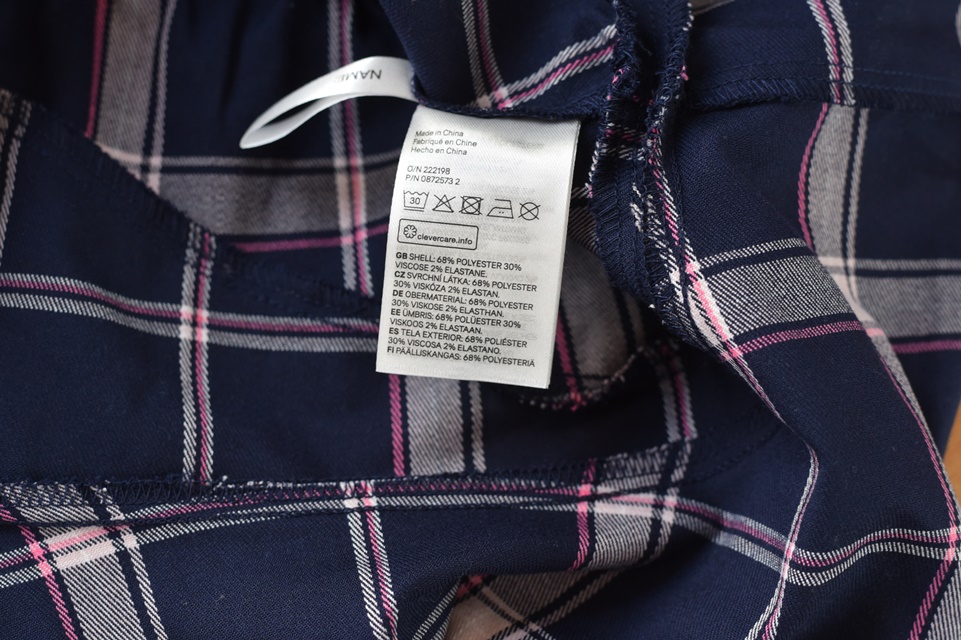 NAME
Made in China
Fabriqué en Chine
Hecho en China
O/N 222198
P/N 0872573 2
30
clevercare.info
GB SHELL: 68% POLYESTER 30%
VISCOSE 2% ELASTANE.
CZ SVRCHNÍ LÁTKA: 68% POLYESTER
30% VISKÓZA 2% ELASTAN.
DE OBERMATERIAL: 68% POLYESTER
30% VISKOSE 2% ELASTHAN.
EE ÜMBRIS: 68% POLÜESTER 30%
VISKOOS 2% ELASTAAN.
ES TELA EXTERIOR: 68% POLIÉSTER
30% VISCOSA 2% ELASTANO.
FI PÄÄLLISKANGAS: 68% POLYESTERIÄ